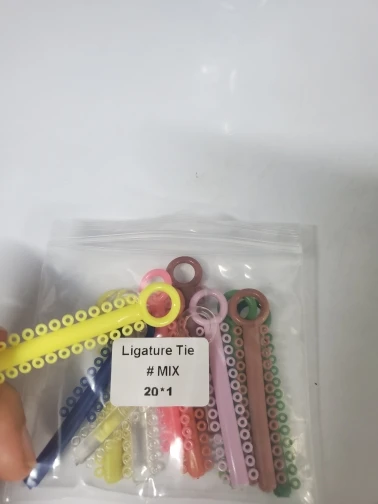 Ligature Tie
# MIX
20*1